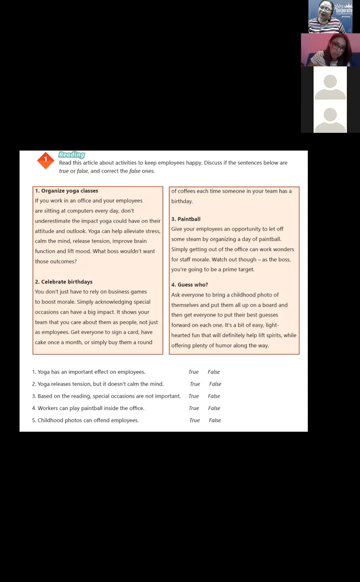 Reading
1
Read this article about activities to keep employees happy. Discuss if the sentences below are
true or false, and correct the false ones.
1. Organize yoga classes
If you work in an office and your employees
are sitting at computers every day, don't
underestimate the impact yoga could have on their
attitude and outlook. Yoga can help alleviate stress,
calm the mind, release tension, improve brain
function and lift mood. What boss wouldn't want
those outcomes?
2. Celebrate birthdays
You don't just have to rely on business games
to boost morale. Simply acknowledging special
occasions can have a big impact. It shows your
team that you care about them as people, not just
as employees. Get everyone to sign a card, have
cake once a month, or simply buy them a round
of coffees each time someone in your team has a
birthday.
3. Paintball
Give your employees an opportunity to let off
some steam by organizing a day of paintball.
Simply getting out of the office can work wonders
for staff morale. Watch out though – as the boss,
you're going to be a prime target.
4. Guess who?
Ask everyone to bring a childhood photo of
themselves and put them all up on a board and
then get everyone to put their best guesses
forward on each one. It's a bit of easy, light-
hearted fun that will definitely help lift spirits, while
offering plenty of humor along the way.
1. Yoga has an important effect on employees. True False
2. Yoga releases tension, but it doesn't calm the mind. True False
3. Based on the reading, special occasions are not important. True False
4. Workers can play paintball inside the office. True False
5. Childhood photos can offend employees. True False